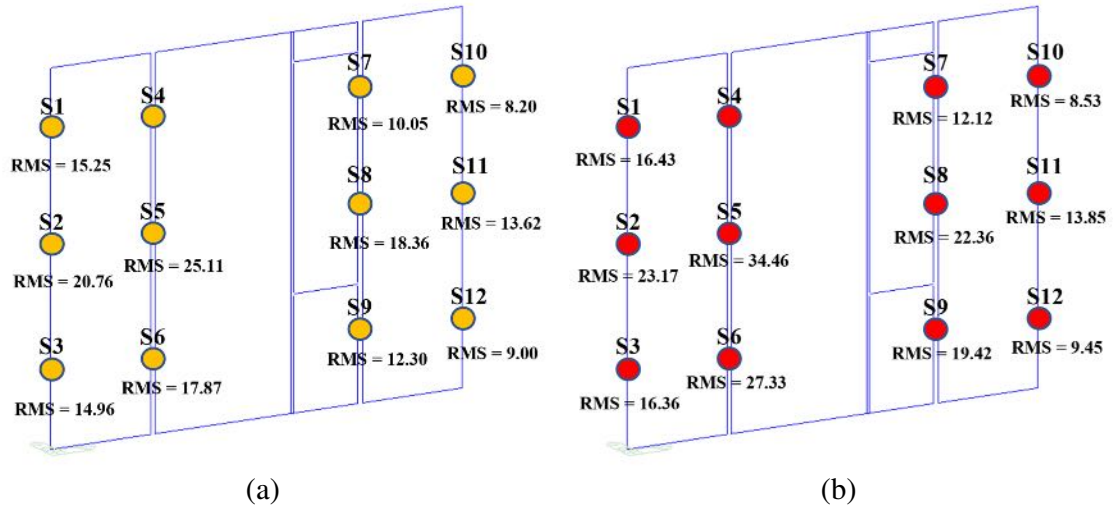 S1
RMS = 15.25
S2
RMS = 20.76
S3
RMS = 14.96
S4
S5
RMS = 25.11
S6
RMS = 17.87
S7
RMS = 10.05
S8
RMS = 18.36
S9
RMS = 12.30
S10
RMS = 8.20
S11
RMS = 13.62
S12
RMS = 9.00
(a)
S1
RMS = 16.43
S2
RMS = 23.17
S3
RMS = 16.36
S4
S5
RMS = 34.46
S6
RMS = 27.33
S7
RMS = 12.12
S8
RMS = 22.36
S9
RMS = 19.42
S10
RMS = 8.53
S11
RMS = 13.85
S12
RMS = 9.45
(b)